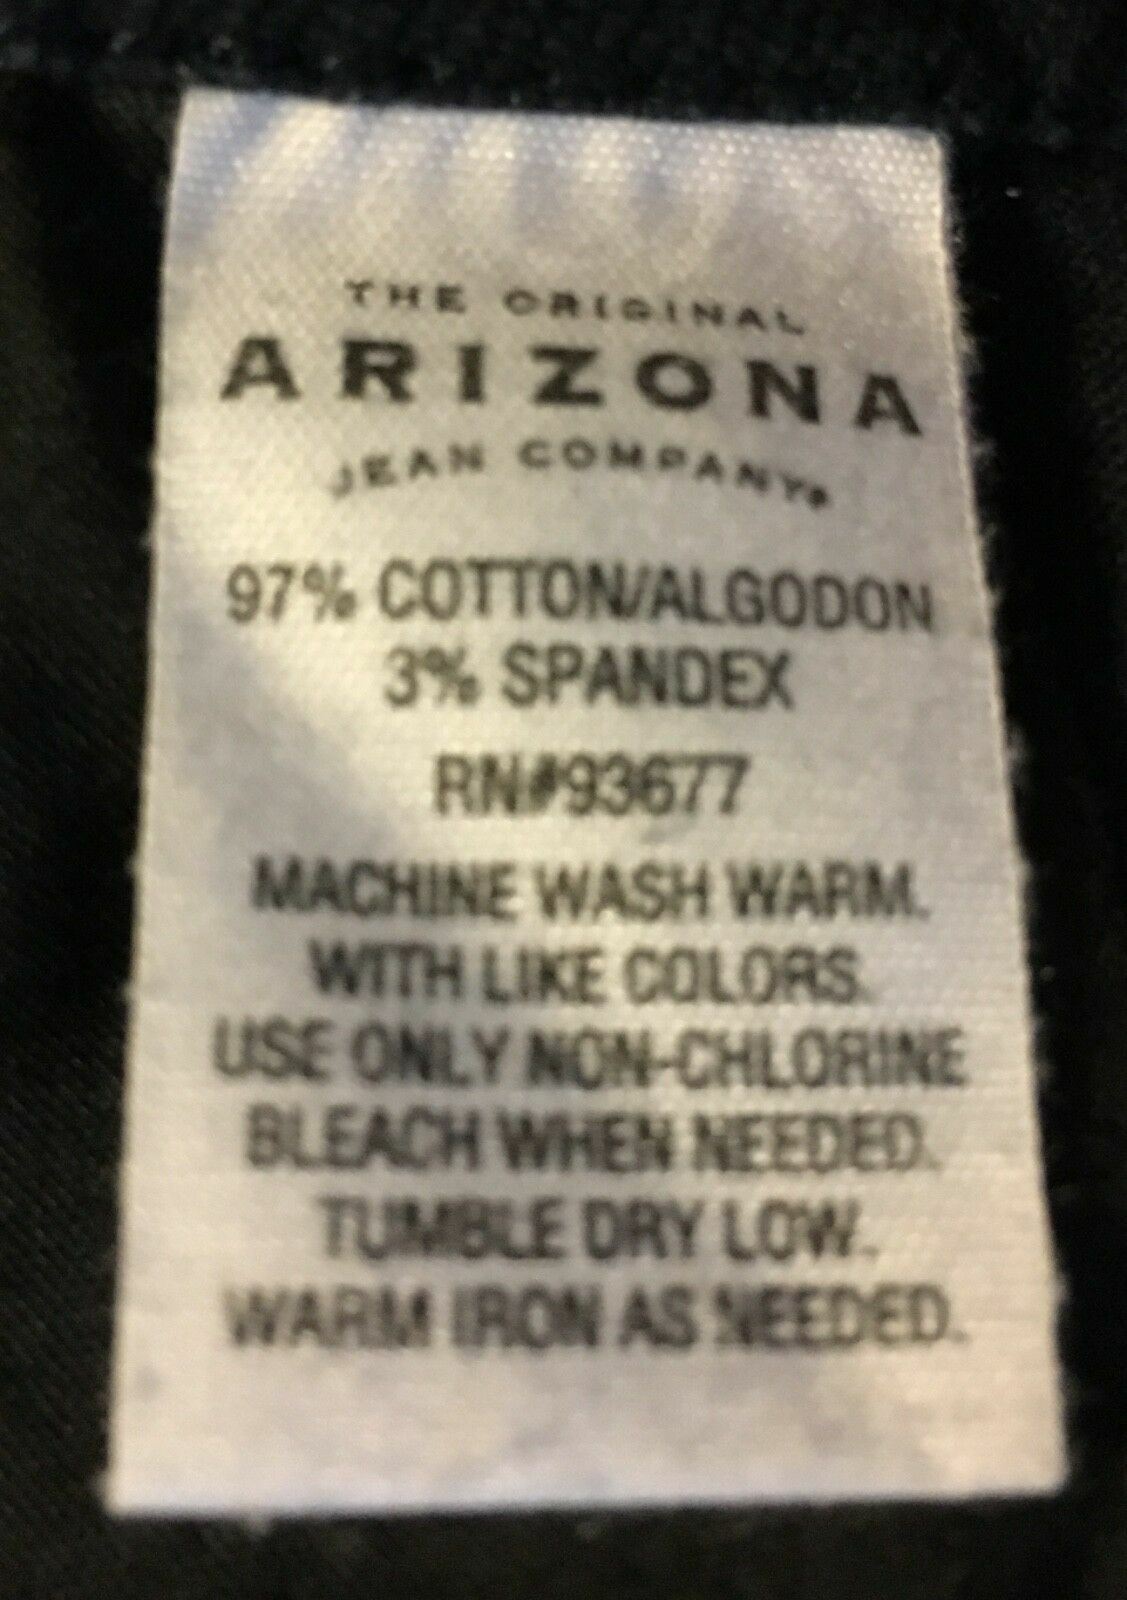 THE ORIGINAL
ARIZONA
JEAN COMPANY®
97% COTTON/ALGODON
3% SPANDEX
RN#93677
MACHINE WASH WARM.
WITH LIKE COLORS.
USE ONLY NON-CHLORINE
BLEACH WHEN NEEDED.
TUMBLE DRY LOW.
WARM IRON AS NEEDED.